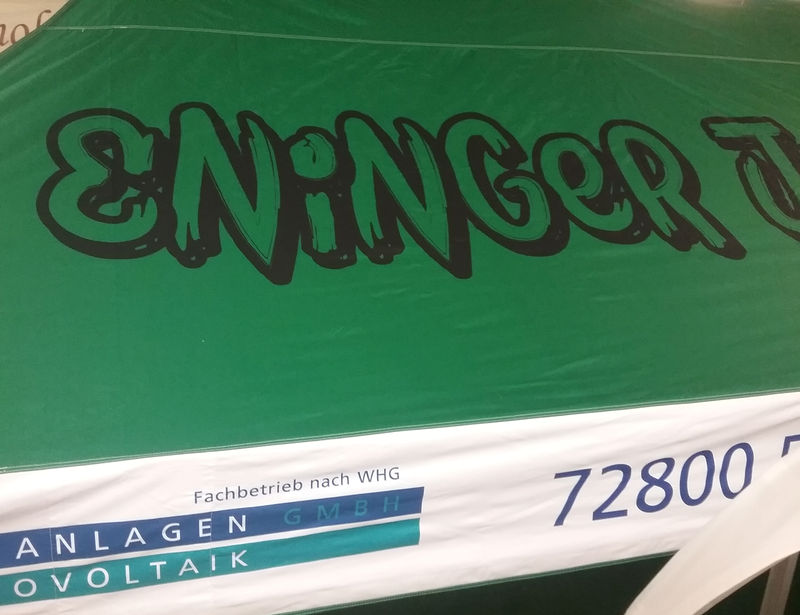 ENiNGeR J
Fachbetrieb nach WHG
ANLAGEN GMBH
OVOLTAIK
72800